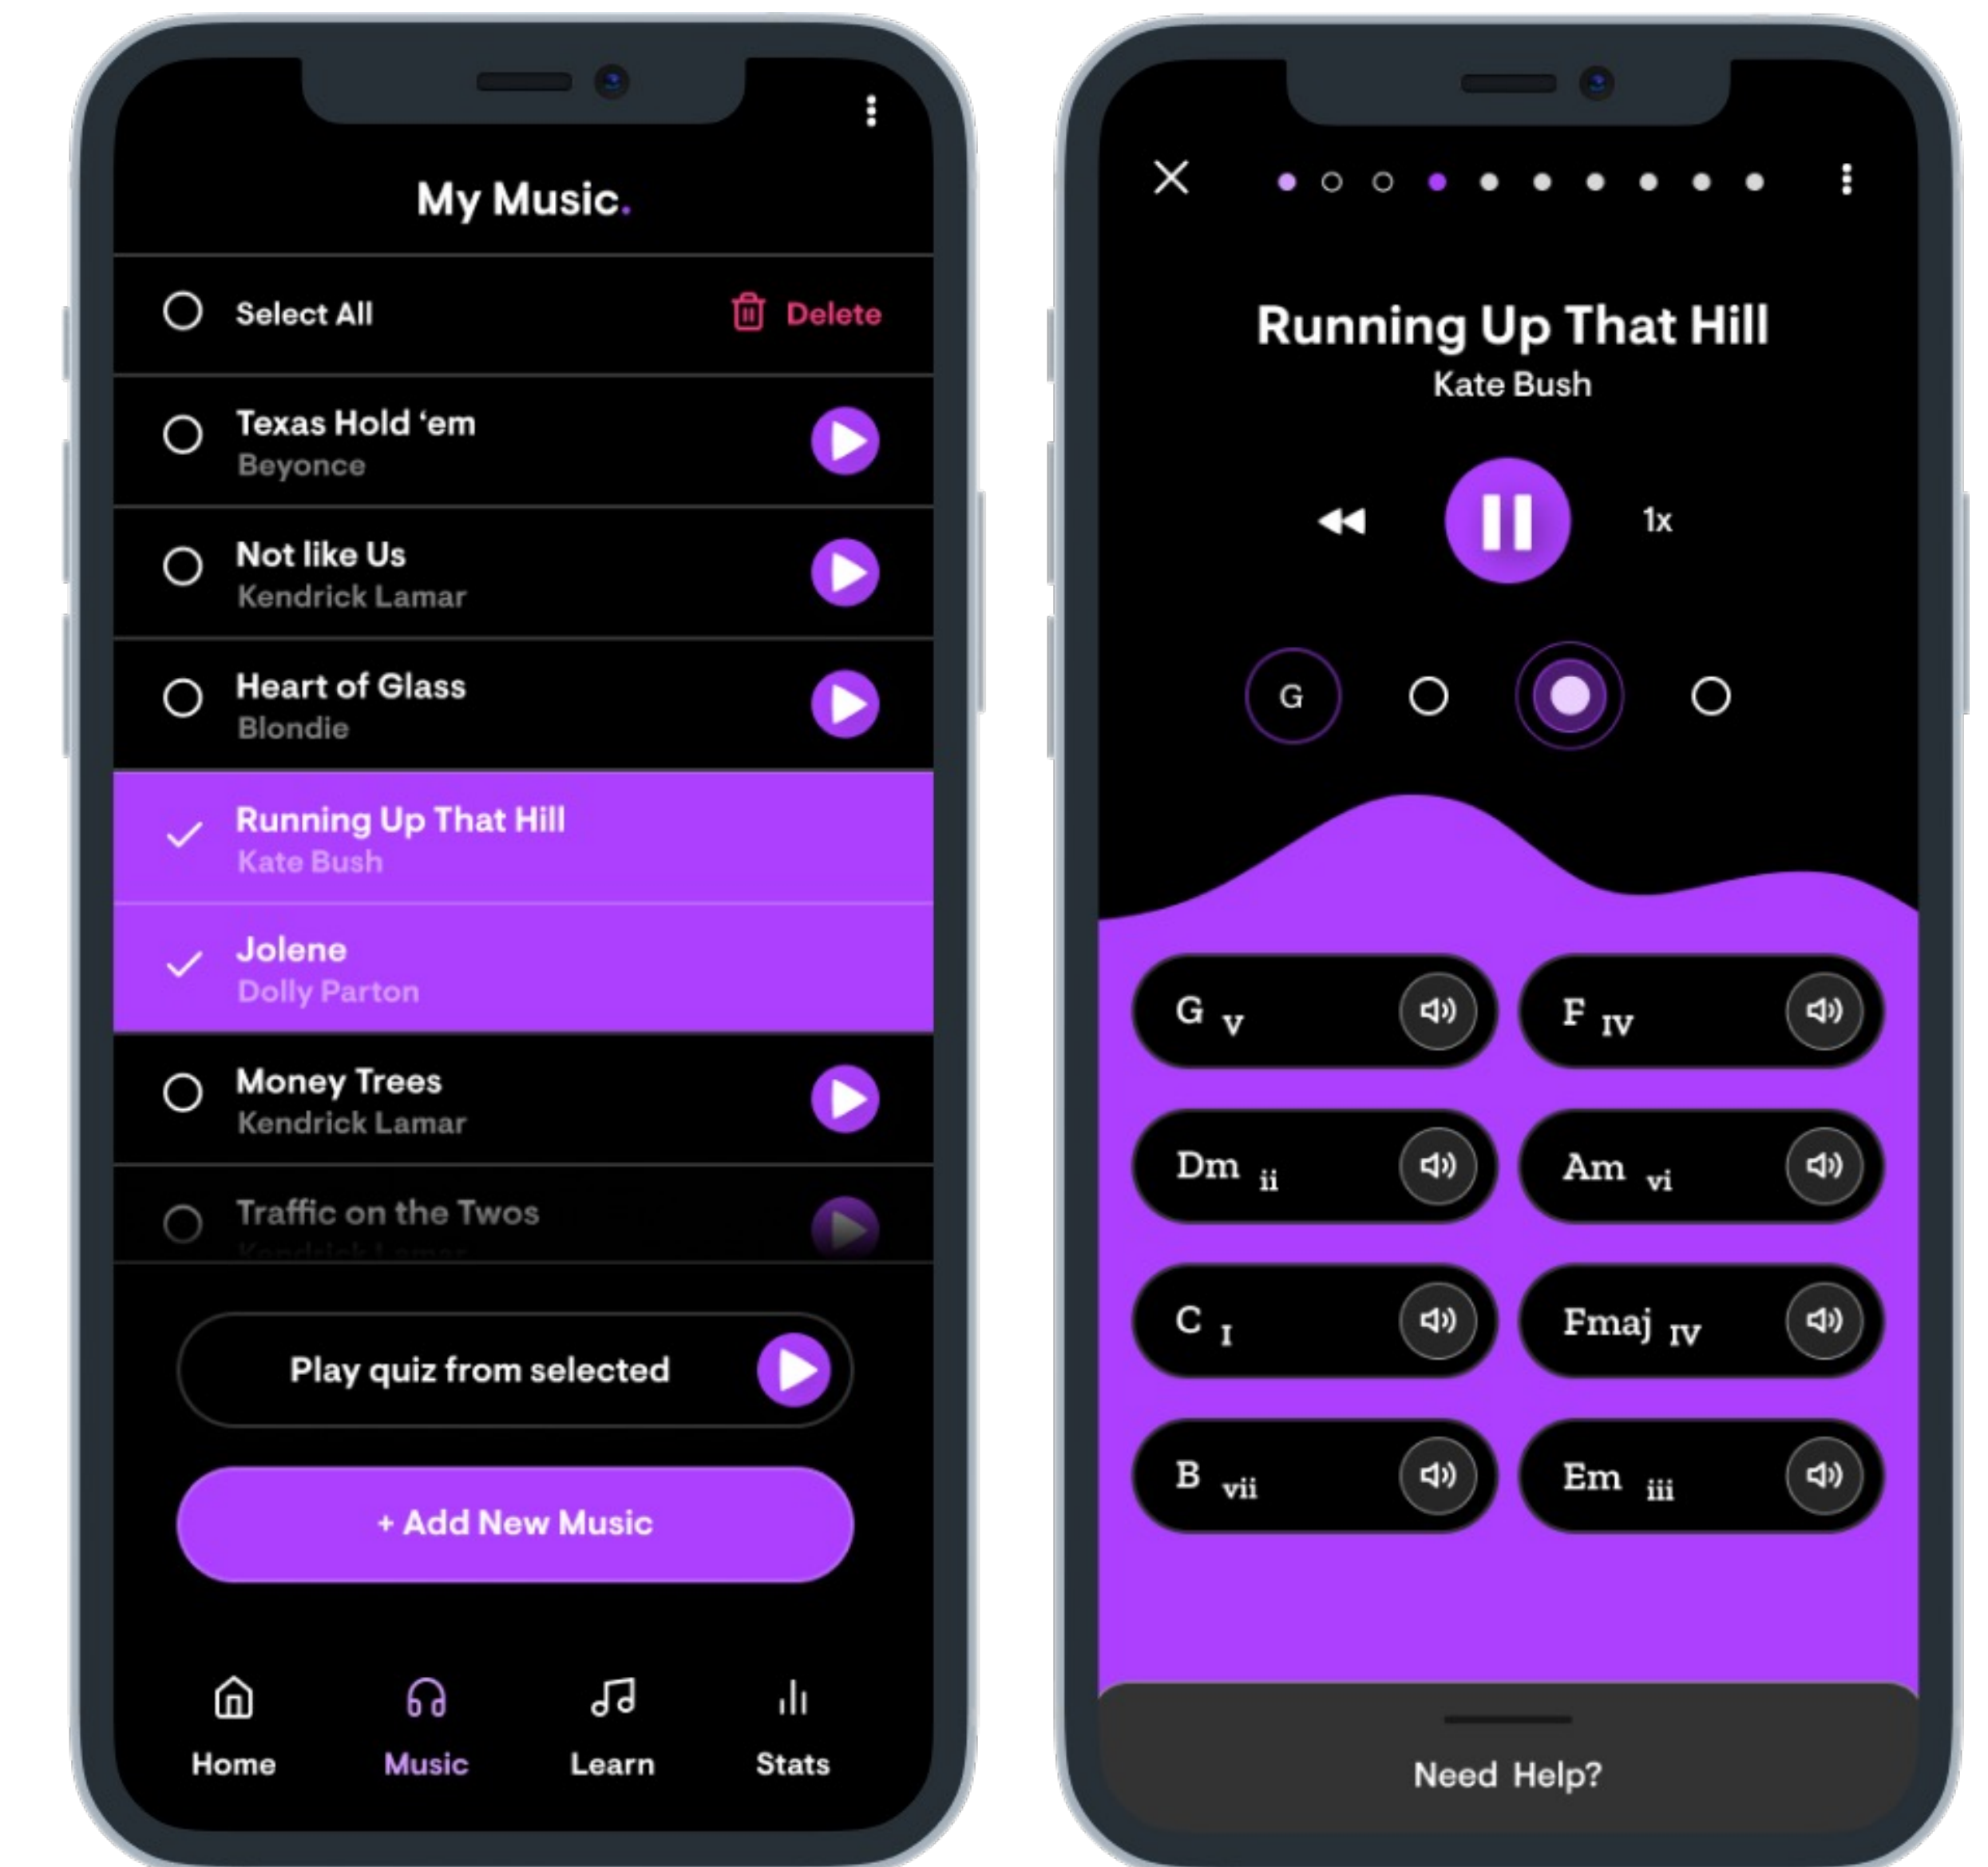 My Music.
Select All
Delete
Texas Hold ‘em
Beyonce
Not like Us
Kendrick Lamar
Heart of Glass
Blondie
Running Up That Hill
Kate Bush
Jolene
Dolly Parton
Money Trees
Kendrick Lamar
Traffic on the Twos
Kendrick Lamar
Play quiz from selected
+ Add New Music
Home
Music
Learn
Stats
Running Up That Hill
Kate Bush
1x
G
G V
F IV
Dm ii
Am vi
C I
Fmaj IV
B vii
Em iii
Need Help?